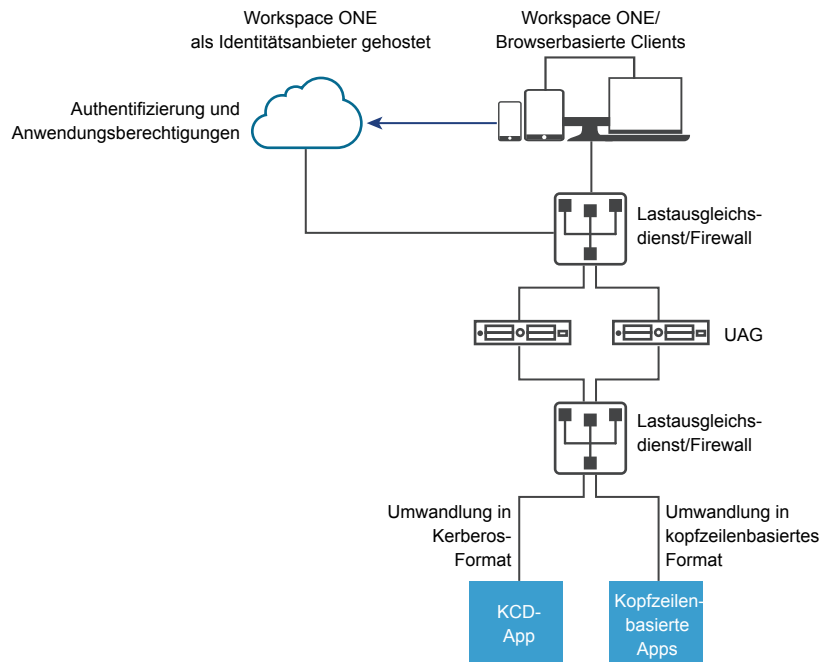 Workspace ONE
als Identitätsanbieter gehostet
Workspace ONE/
Browserbasierte Clients
Authentifizierung und
Anwendungsberechtigungen
Lastausgleichs-
dienst/Firewall
UAG
Lastausgleichs-
dienst/Firewall
Umwandlung in
Kerberos-
Format
Umwandlung in
kopfzeilenbasiertes
Format
KCD-
App
Kopfzeilen-
basierte
Apps